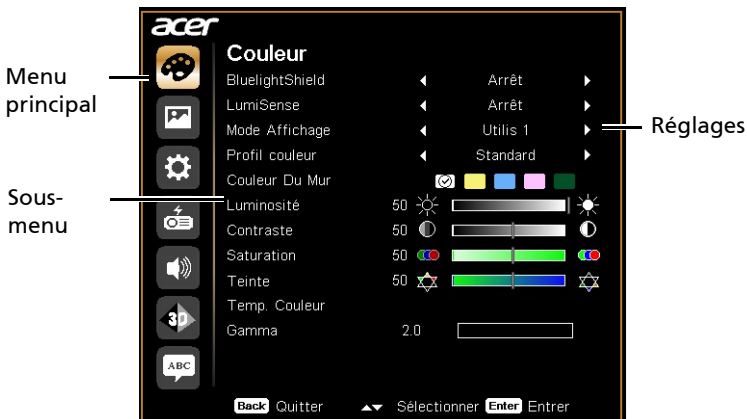 acer
Couleur
BluelightShield Arrêt
LumiSense Arrêt
Mode Affichage Utilis 1
Profil couleur Standard
Couleur Du Mur
Luminosité 50
Contraste 50
Saturation 50
Teinte 50
Temp. Couleur
Gamma 2.0
3D
ABC
Back Quitter Sélectionner Enter Entrer
Menu
principal
Sous-
menu
Réglages